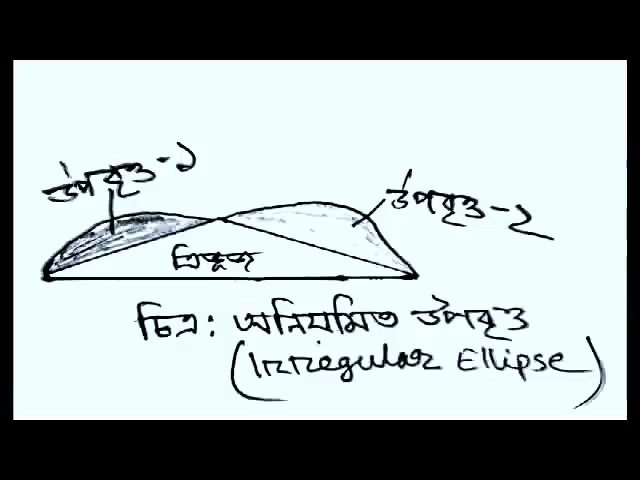 উপবৃত্ত-১
উপবৃত্ত-২
ত্রিভুজ
চিত্র: অনিয়মিত উপবৃত্ত
(Irregular Ellipse)